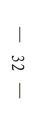 — 32 —